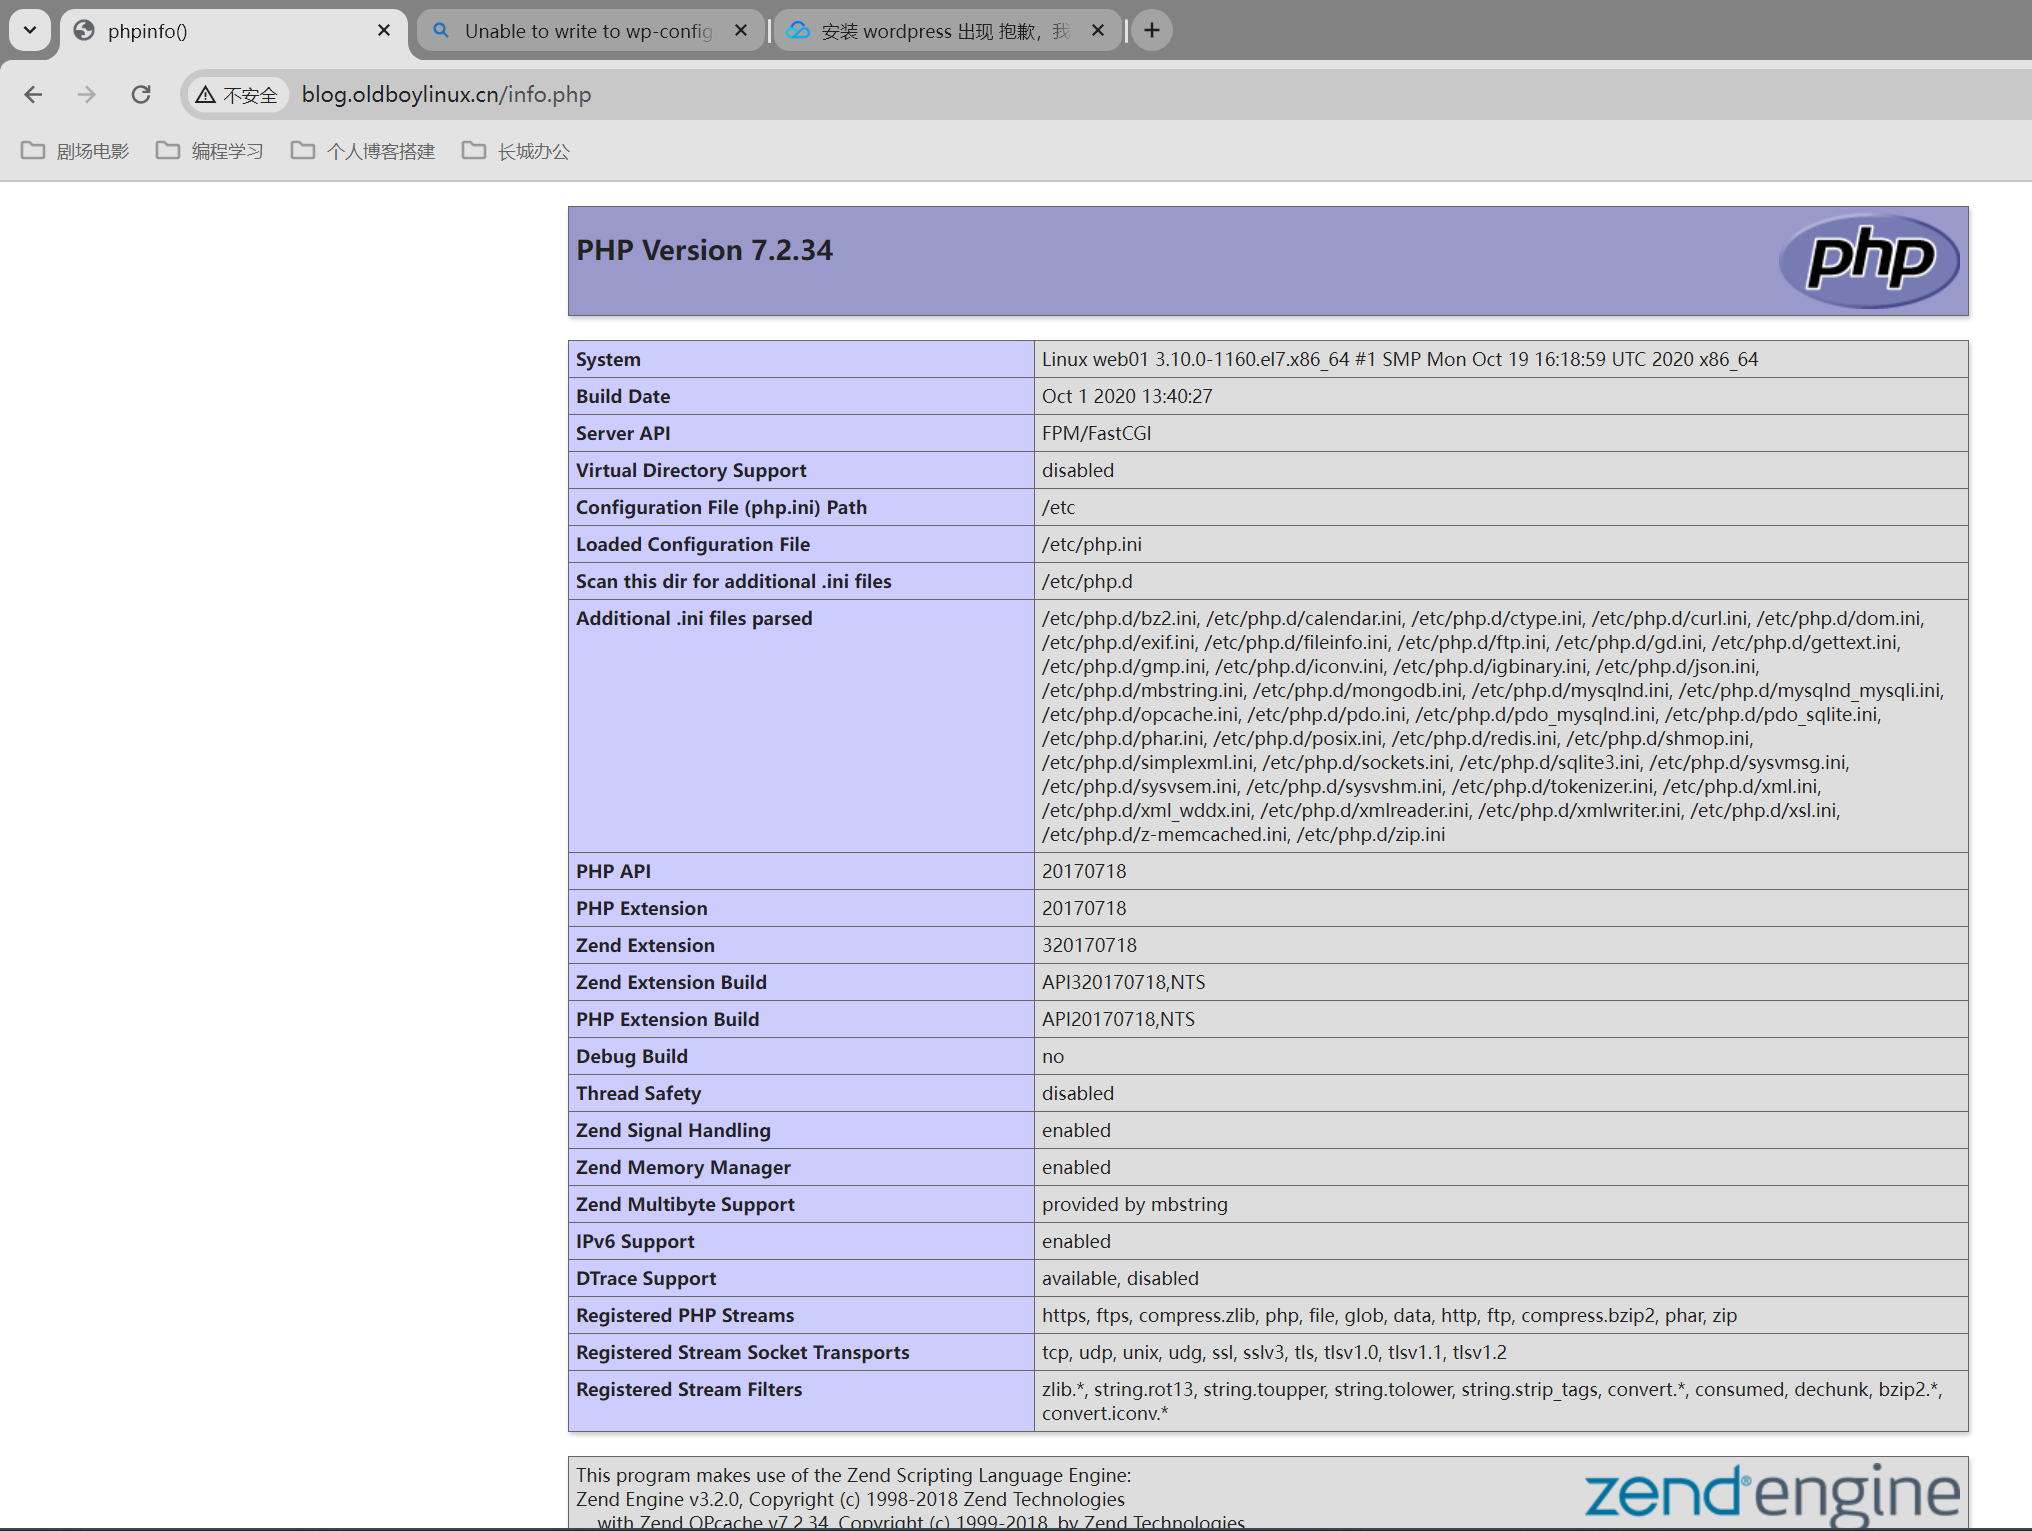 phpinfo()
Unable to write to wp-config
安装 wordpress 出现 抱歉，我
不安全
blog.oldboylinux.cn/info.php
剧场电影
编程学习
个人博客搭建
长城办公
PHP Version 7.2.34
php
System
Linux web01 3.10.0-1160.el7.x86_64 #1 SMP Mon Oct 19 16:18:59 UTC 2020 x86_64
Build Date
Oct 1 2020 13:40:27
Server API
FPM/FastCGI
Virtual Directory Support
disabled
Configuration File (php.ini) Path
/etc
Loaded Configuration File
/etc/php.ini
Scan this dir for additional .ini files
/etc/php.d
Additional .ini files parsed
/etc/php.d/bz2.ini, /etc/php.d/calendar.ini, /etc/php.d/ctype.ini, /etc/php.d/curl.ini, /etc/php.d/dom.ini,
/etc/php.d/exif.ini, /etc/php.d/fileinfo.ini, /etc/php.d/ftp.ini, /etc/php.d/gd.ini, /etc/php.d/gettext.ini,
/etc/php.d/gmp.ini, /etc/php.d/iconv.ini, /etc/php.d/igbinary.ini, /etc/php.d/json.ini,
/etc/php.d/mbstring.ini, /etc/php.d/mongodb.ini, /etc/php.d/mysqlnd.ini, /etc/php.d/mysqlnd_mysqli.ini,
/etc/php.d/opcache.ini, /etc/php.d/pdo.ini, /etc/php.d/pdo_mysqlnd.ini, /etc/php.d/pdo_sqlite.ini,
/etc/php.d/phar.ini, /etc/php.d/posix.ini, /etc/php.d/redis.ini, /etc/php.d/shmop.ini,
/etc/php.d/simplexml.ini, /etc/php.d/sockets.ini, /etc/php.d/sqlite3.ini, /etc/php.d/sysvmsg.ini,
/etc/php.d/sysvsem.ini, /etc/php.d/sysvshm.ini, /etc/php.d/tokenizer.ini, /etc/php.d/xml.ini,
/etc/php.d/xml_wddx.ini, /etc/php.d/xmlreader.ini, /etc/php.d/xmlwriter.ini, /etc/php.d/xsl.ini,
/etc/php.d/z-memcached.ini, /etc/php.d/zip.ini
PHP API
20170718
PHP Extension
20170718
Zend Extension
320170718
Zend Extension Build
API320170718,NTS
PHP Extension Build
API20170718,NTS
Debug Build
no
Thread Safety
disabled
Zend Signal Handling
enabled
Zend Memory Manager
enabled
Zend Multibyte Support
provided by mbstring
IPv6 Support
enabled
DTrace Support
available, disabled
Registered PHP Streams
https, ftps, compress.zlib, php, file, glob, data, http, ftp, compress.bzip2, phar, zip
Registered Stream Socket Transports
tcp, udp, unix, udg, ssl, sslv3, tls, tlsv1.0, tlsv1.1, tlsv1.2
Registered Stream Filters
zlib.*, string.rot13, string.toupper, string.tolower, string.strip_tags, convert.*, consumed, dechunk, bzip2.*,
convert.iconv.*
This program makes use of the Zend Scripting Language Engine:
Zend Engine v3.2.0, Copyright (c) 1998-2018 Zend Technologies
with Zend OPcache v7.2.34, Copyright (c) 1999-2018, by Zend Technologies
zend® engine